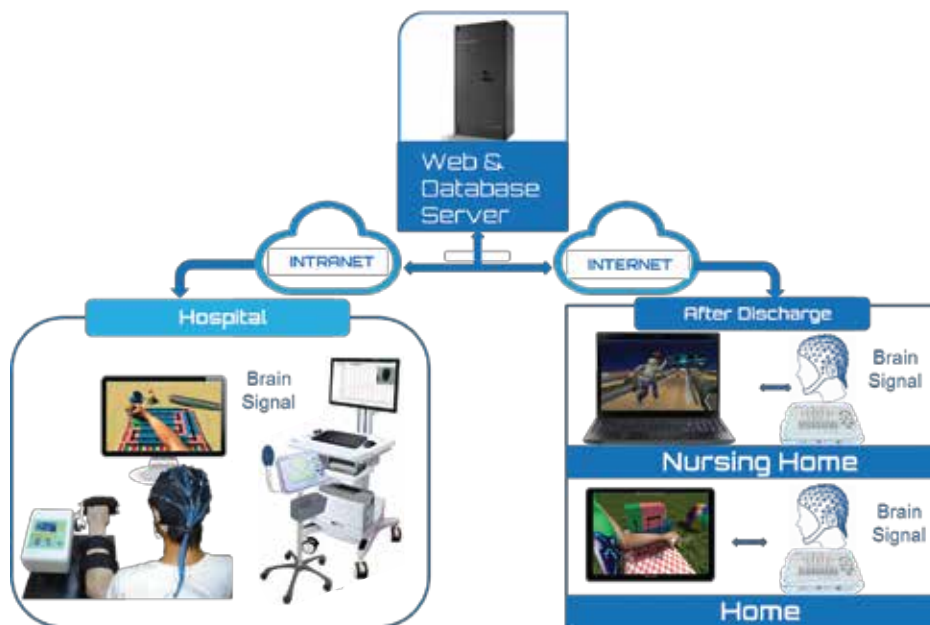 Web &
Database
Server
INTRANET
INTERNET
Hospital
After Discharge
Brain
Signal
Brain
Signal
Nursing Home
Brain
Signal
Home